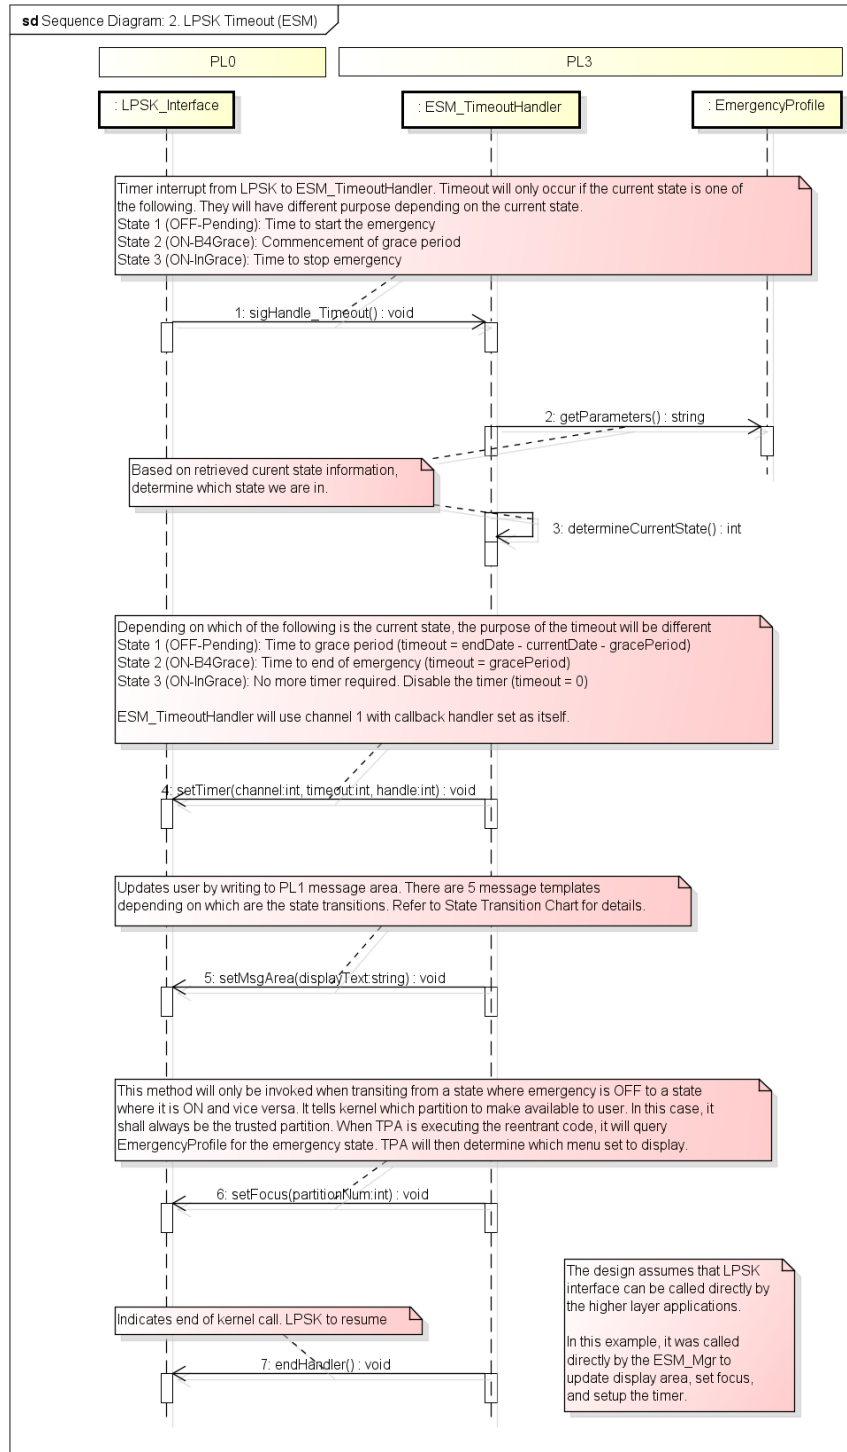 sd Sequence Diagram: 2. LPSK Timeout (ESM)
PL0
PL3
: LPSK_Interface
: ESM_TimeoutHandler
: EmergencyProfile
Timer interrupt from LPSK to ESM_TimeoutHandler. Timeout will only occur if the current state is one of
the following. They will have different purpose depending on the current state.
State 1 (OFF-Pending): Time to start the emergency
State 2 (ON-B4Grace): Commencement of grace period
State 3 (ON-InGrace): Time to stop emergency
1: sigHandle_Timeout() : void
2: getParameters() : string
Based on retrieved curent state information,
determine which state we are in.
3: determineCurrentState() : int
Depending on which of the following is the current state, the purpose of the timeout will be different
State 1 (OFF-Pending): Time to grace period (timeout = endDate - currentDate - gracePeriod)
State 2 (ON-B4Grace): Time to end of emergency (timeout = gracePeriod)
State 3 (ON-InGrace): No more timer required. Disable the timer (timeout = 0)
ESM_TimeoutHandler will use channel 1 with callback handler set as itself.
4: setTimer(channel:int, timeout:int, handle:int) : void
Updates user by writing to PL1 message area. There are 5 message templates
depending on which are the state transitions. Refer to State Transition Chart for details.
5: setMsgArea(displayText:string) : void
This method will only be invoked when transiting from a state where emergency is OFF to a state
where it is ON and vice versa. It tells kernel which partition to make available to user. In this case, it
shall always be the trusted partition. When TPA is executing the reentrant code, it will query
EmergencyProfile for the emergency state. TPA will then determine which menu set to display.
6: setFocus(partitionNum:int) : void
The design assumes that LPSK
interface can be called directly by
the higher layer applications.
In this example, it was called
directly by the ESM_Mgr to
update display area, set focus,
and setup the timer.
Indicates end of kernel call. LPSK to resume
7: endHandler() : void